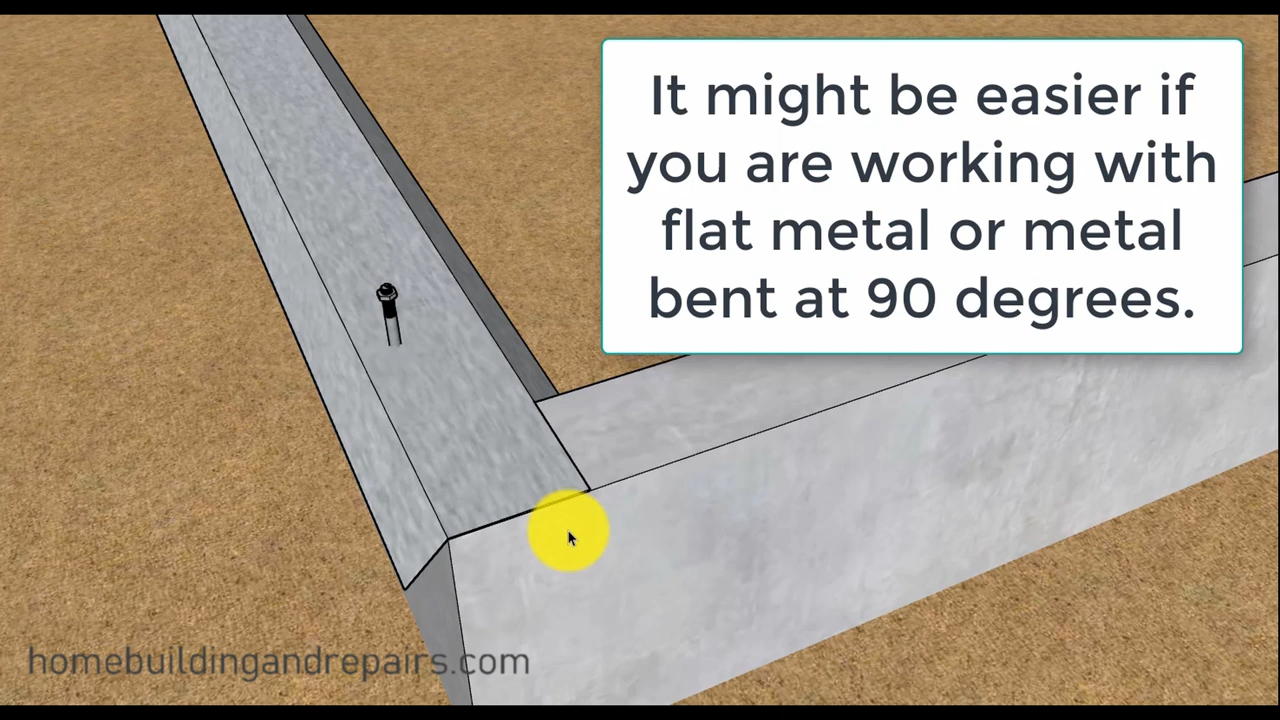 It might be easier if
you are working with
flat metal or metal
bent at 90 degrees.
homebuildingandrepairs.com